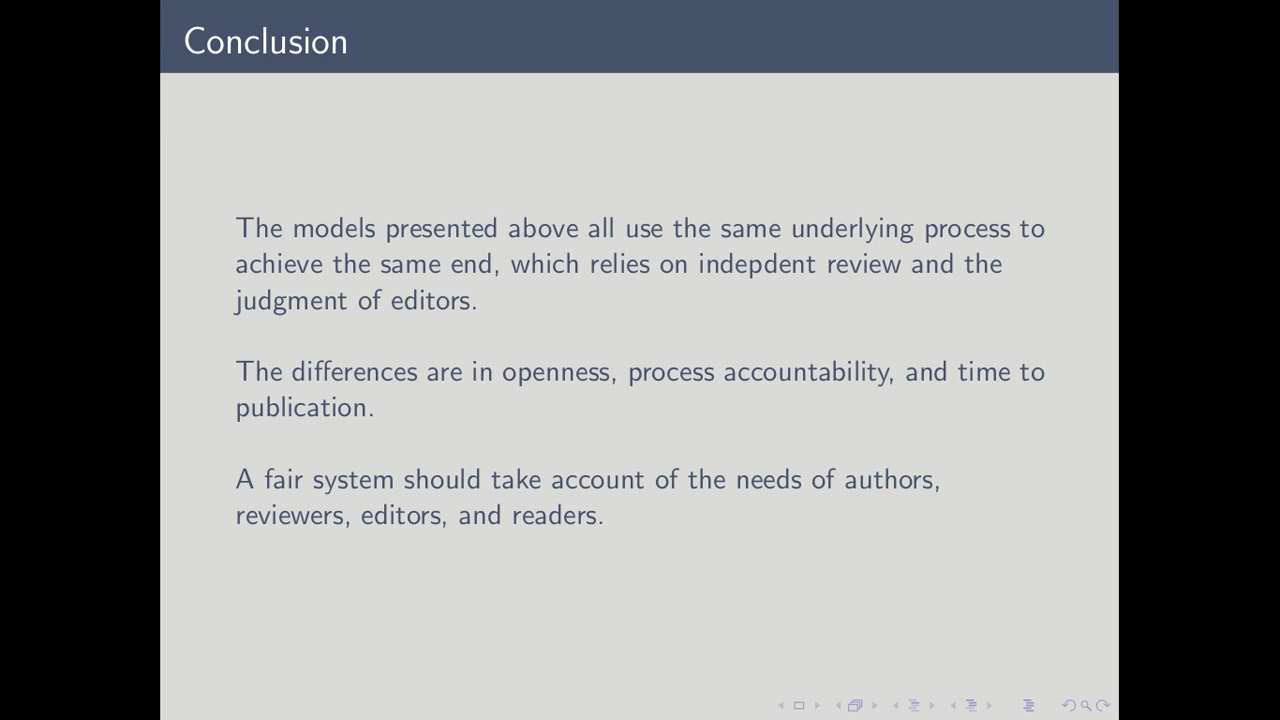 Conclusion
The models presented above all use the same underlying process to
achieve the same end, which relies on indepdent review and the
judgment of editors.
The differences are in openness, process accountability, and time to
publication.
A fair system should take account of the needs of authors,
reviewers, editors, and readers.